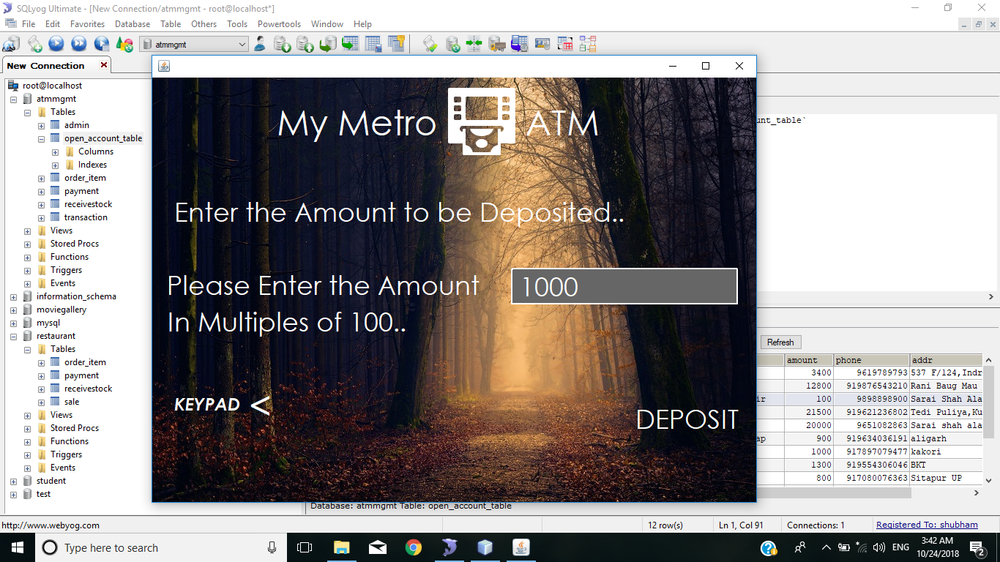 SQLyog Ultimate - [New Connection/atmmgmt - root@localhost*]
File Edit Favorites Database Table Others Tools Powertools Window Help
atmmgmt
New Connection
root@localhost
atmmgmt
Tables
admin
open_account_table
Columns
Indexes
order_item
payment
receivestock
transaction
Views
Stored Procs
Functions
Triggers
Events
information_schema
moviegallery
mysql
restaurant
Tables
order_item
payment
receivestock
sale
Views
Stored Procs
Functions
Triggers
Events
student
test
My Metro ATM
Enter the Amount to be Deposited..
Please Enter the Amount 1000
In Multiples of 100..
KEYPAD <
DEPOSIT
unt_table`
Refresh
amount phone addr
3400 9619789793 537 F/124,Indr
12800 919876543210 Rani Baug Mau
ir 100 9898898900 Sarai Shah Ala
21500 919621236802 Tedi Puliya,Ku
20000 9651082863 Sarai shah ala
ap 900 919634036191 aligarh
1000 917897079477 kakori
1300 919554306046 BKT
800 917080076363 Sitapur UP
Database: atmmgmt Table: open_account_table
http://www.webyog.com 12 row(s) Ln 1, Col 91 Connections: 1 Registered To: shubham
Type here to search
ENG
3:42 AM
10/24/2018
2